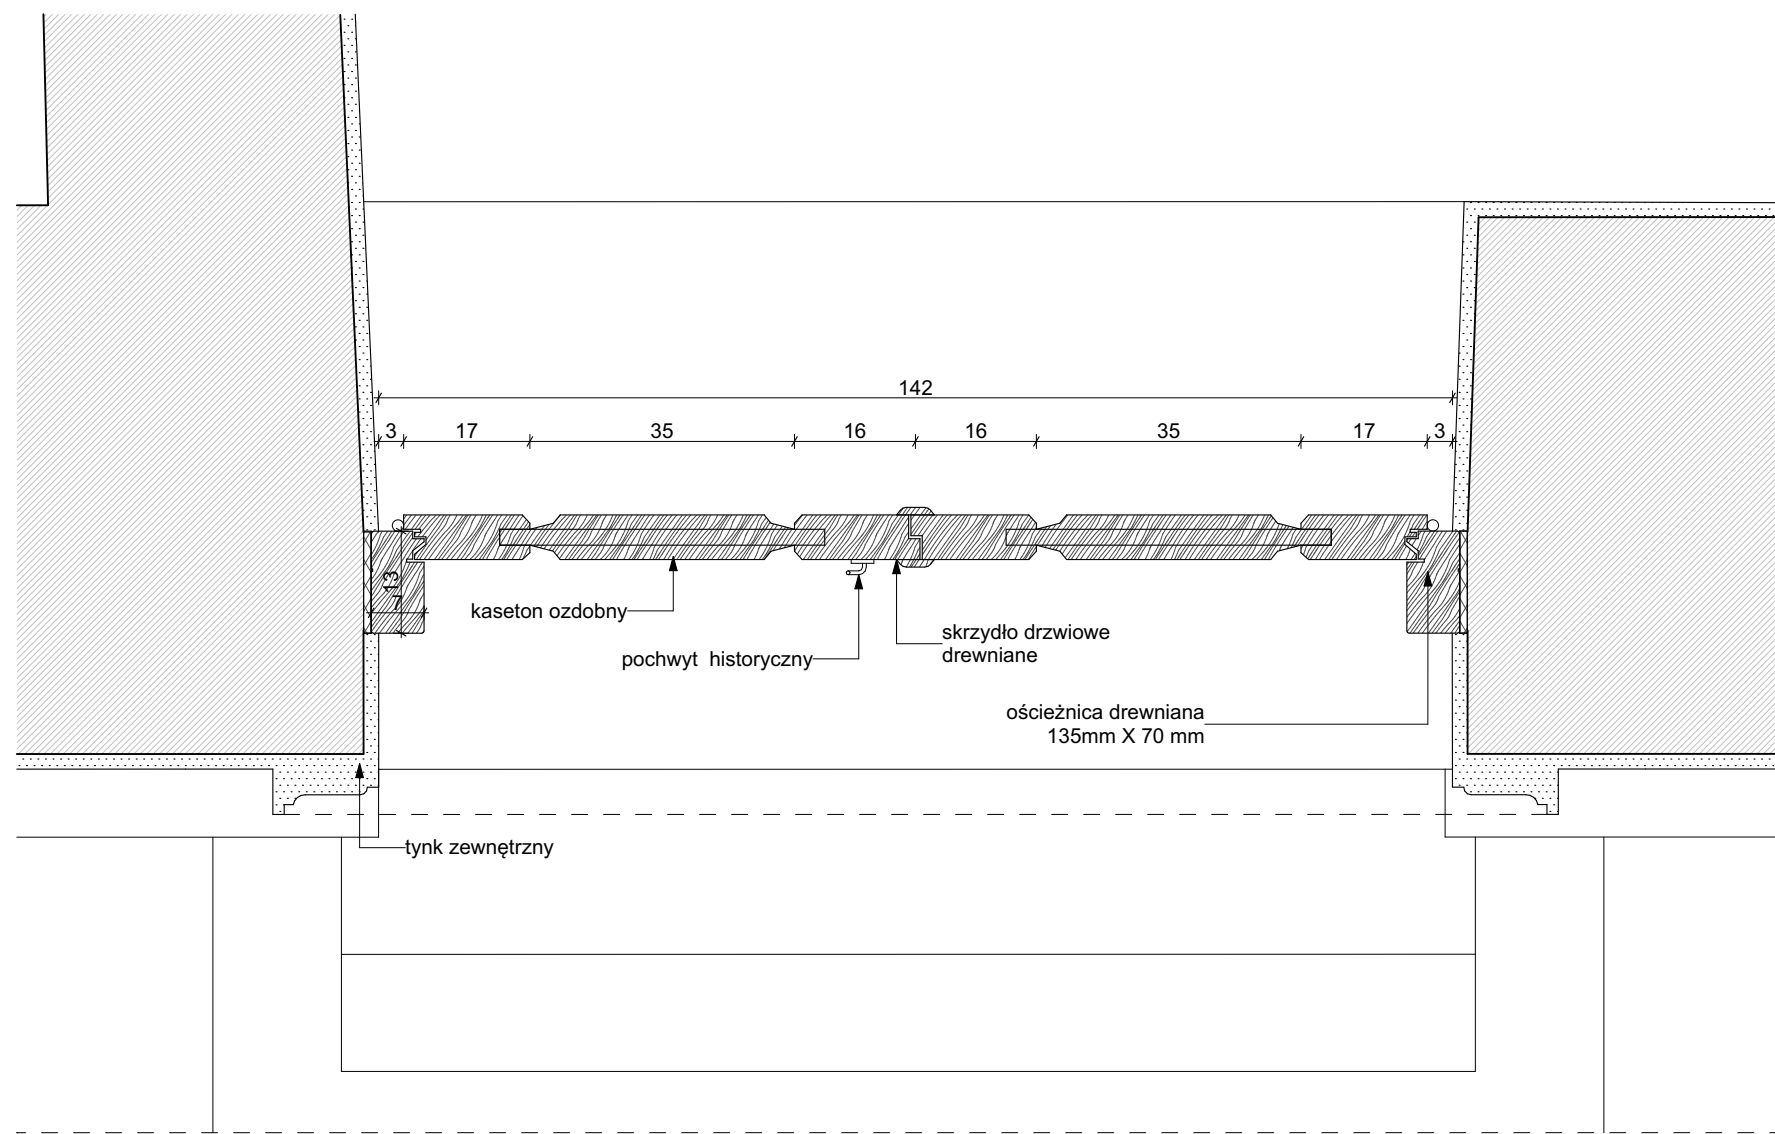 142
3 17 35 16 16 35 17 3
13
7
kaseton ozdobny
skrzydło drzwiowe
drewniane
pochwyt historyczny
ościeżnica drewniana
135mm X 70 mm
tynk zewnętrzny